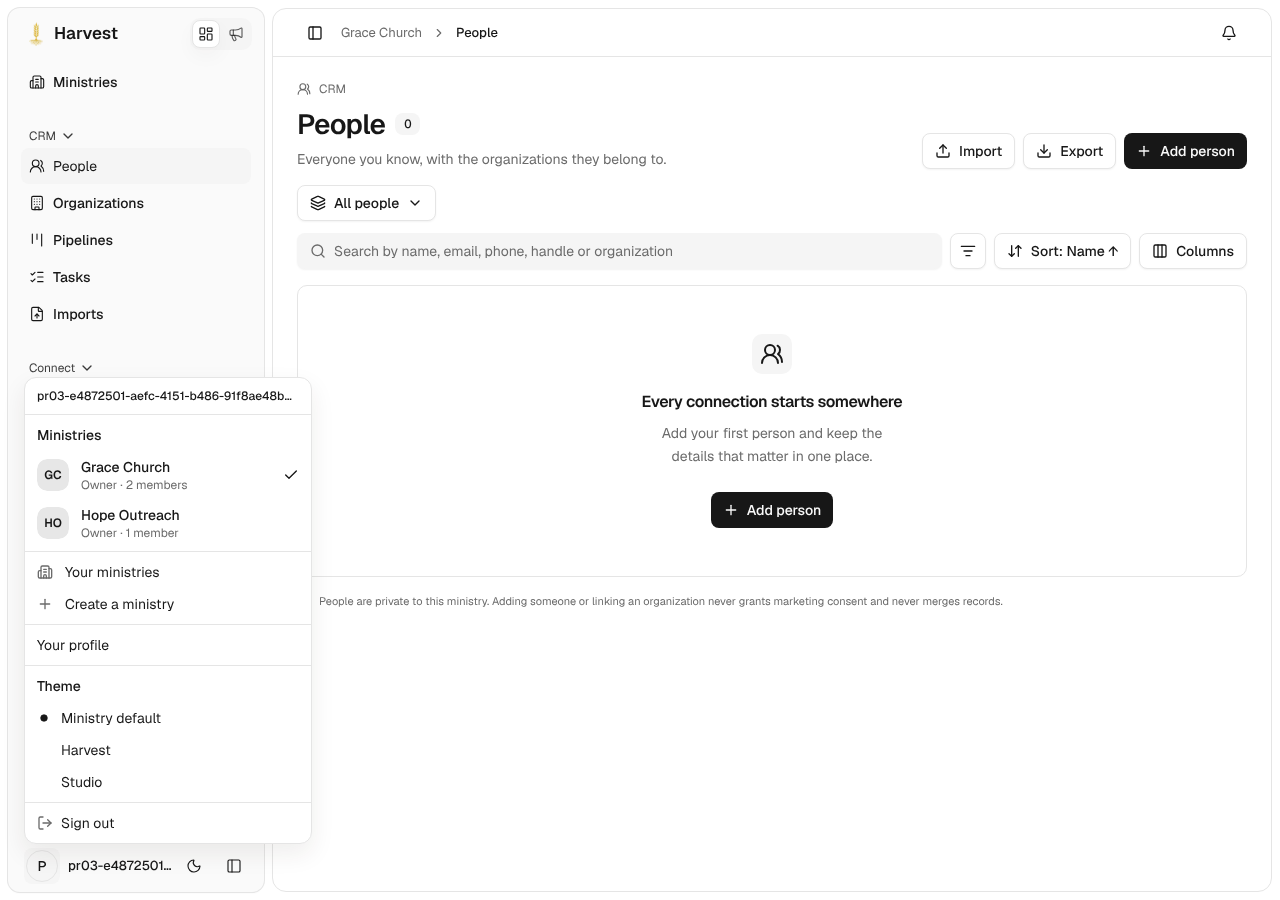 Harvest
Ministries
CRM
People
Organizations
Pipelines
Tasks
Imports
Connect
pr03-e4872501-aefc-4151-b486-91f8ae48b...
Ministries
GC
Grace Church
Owner · 2 members
HO
Hope Outreach
Owner · 1 member
Your ministries
Create a ministry
Your profile
Theme
Ministry default
Harvest
Studio
Sign out
P
pr03-e4872501...
Grace Church
People
CRM
People 0
Everyone you know, with the organizations they belong to.
Import
Export
Add person
All people
Search by name, email, phone, handle or organization
Sort: Name ↑
Columns
Every connection starts somewhere
Add your first person and keep the
details that matter in one place.
Add person
People are private to this ministry. Adding someone or linking an organization never grants marketing consent and never merges records.